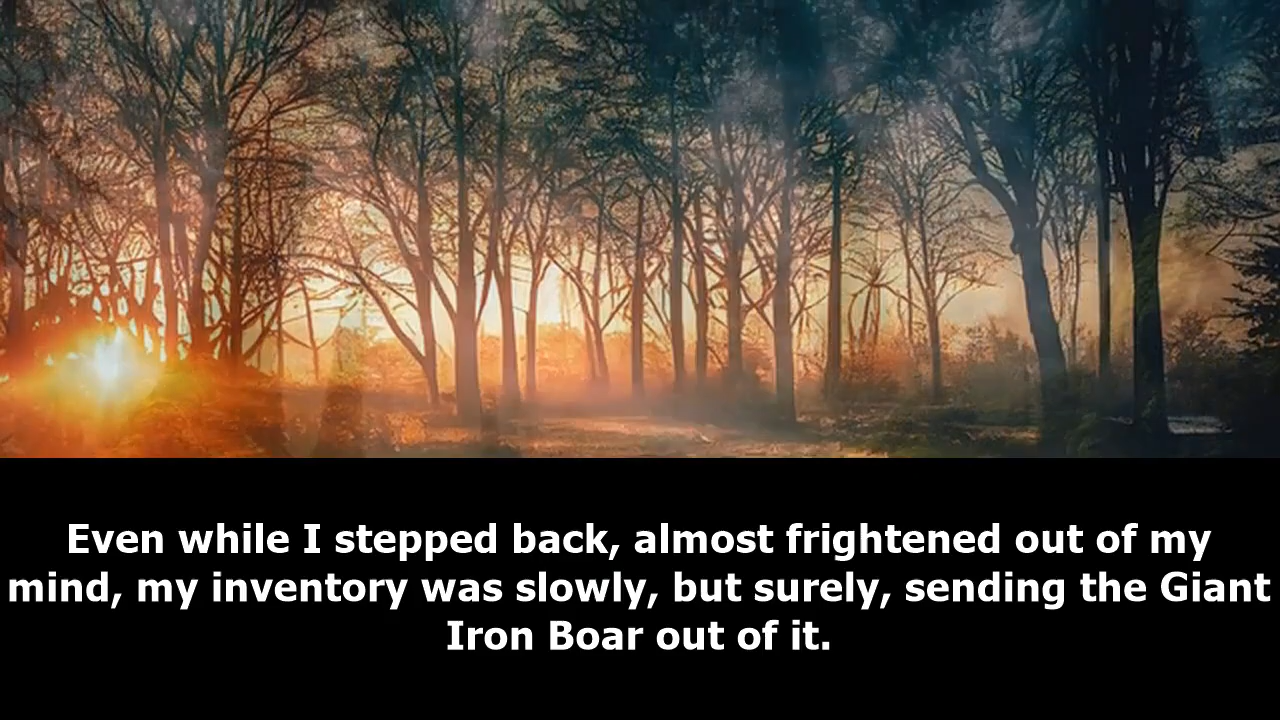 Even while I stepped back, almost frightened out of my
mind, my inventory was slowly, but surely, sending the Giant
Iron Boar out of it.